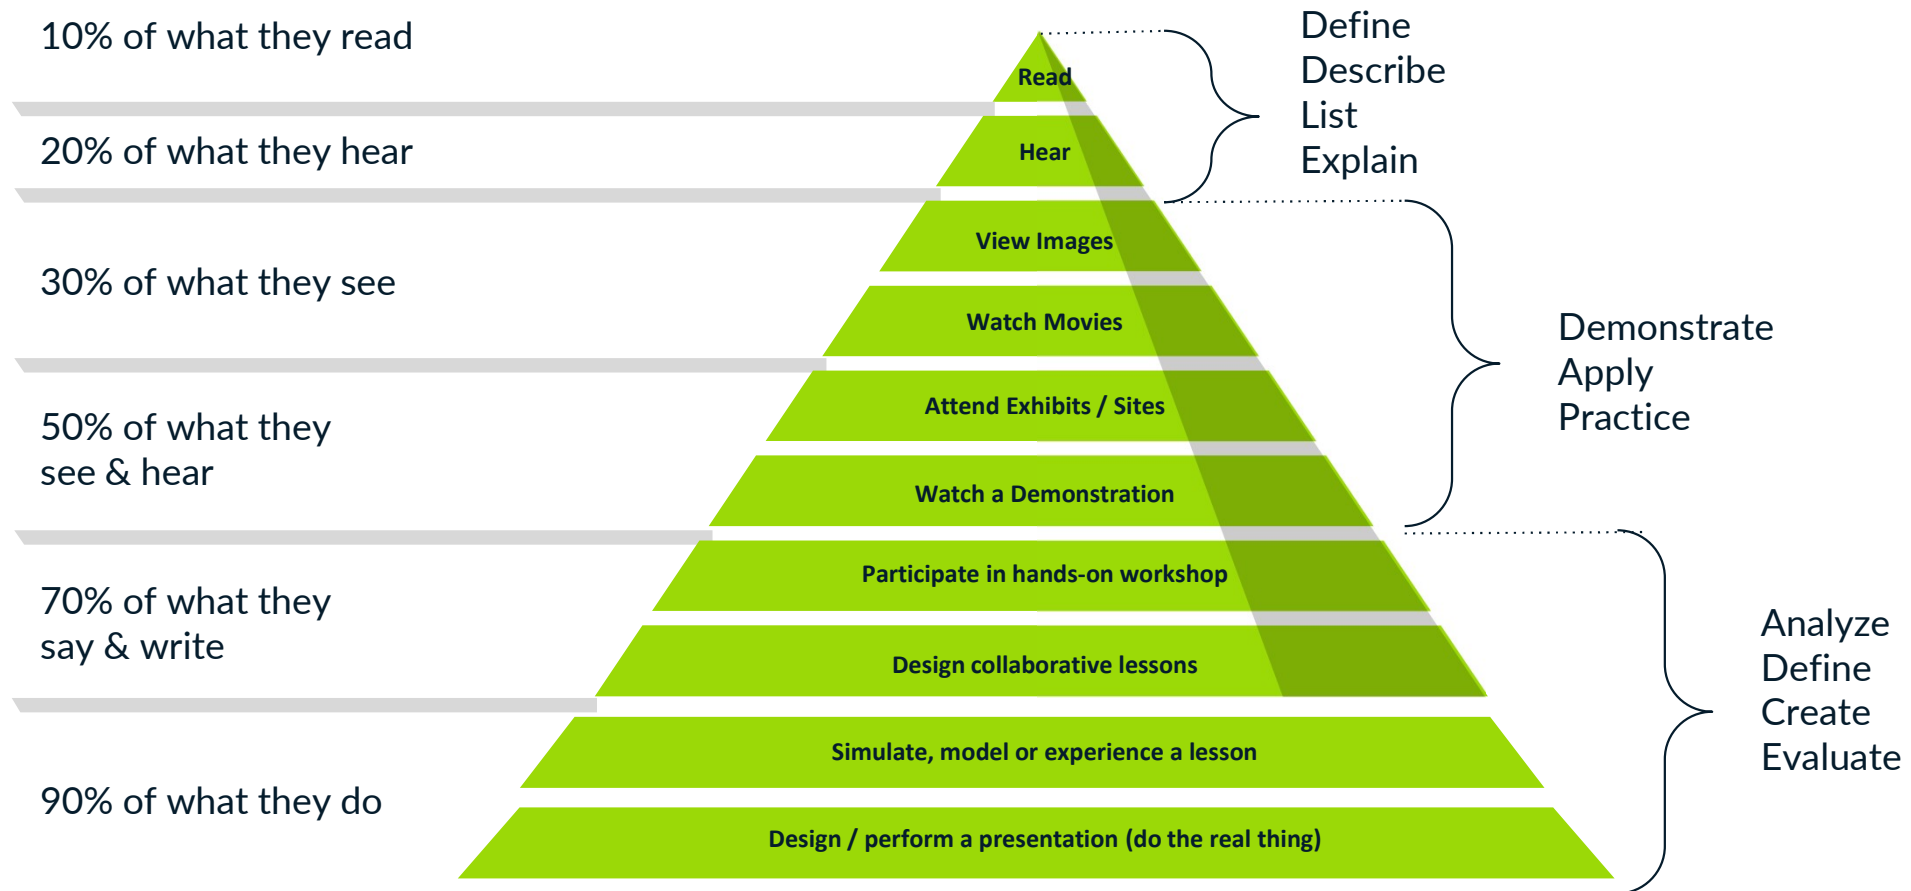 10% of what they read
20% of what they hear
30% of what they see
50% of what they
see & hear
70% of what they
say & write
90% of what they do
Read
Hear
View Images
Watch Movies
Attend Exhibits / Sites
Watch a Demonstration
Participate in hands-on workshop
Design collaborative lessons
Simulate, model or experience a lesson
Design / perform a presentation (do the real thing)
Define
Describe
List
Explain
Demonstrate
Apply
Practice
Analyze
Define
Create
Evaluate